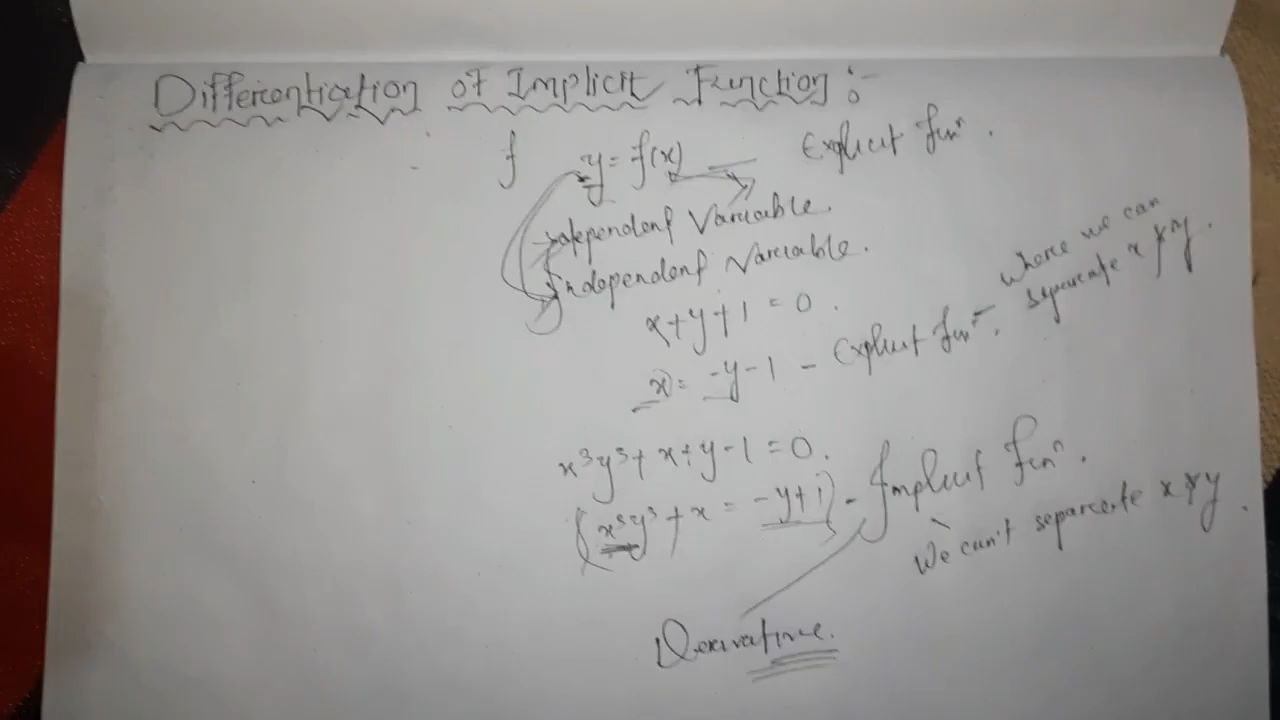 Differentiation of Implicit Function :-
f y = f(x) — Explicit funⁿ.
dependent Variable.
Independent Variable.
x + y + 1 = 0.
x = -y - 1 - Explicit funⁿ. - where we can separate x & y.
x³y³ + x + y - 1 = 0.
(x³y³ + x = -y + 1) - Implicit funⁿ.
We can't separate x & y.
Derivative.